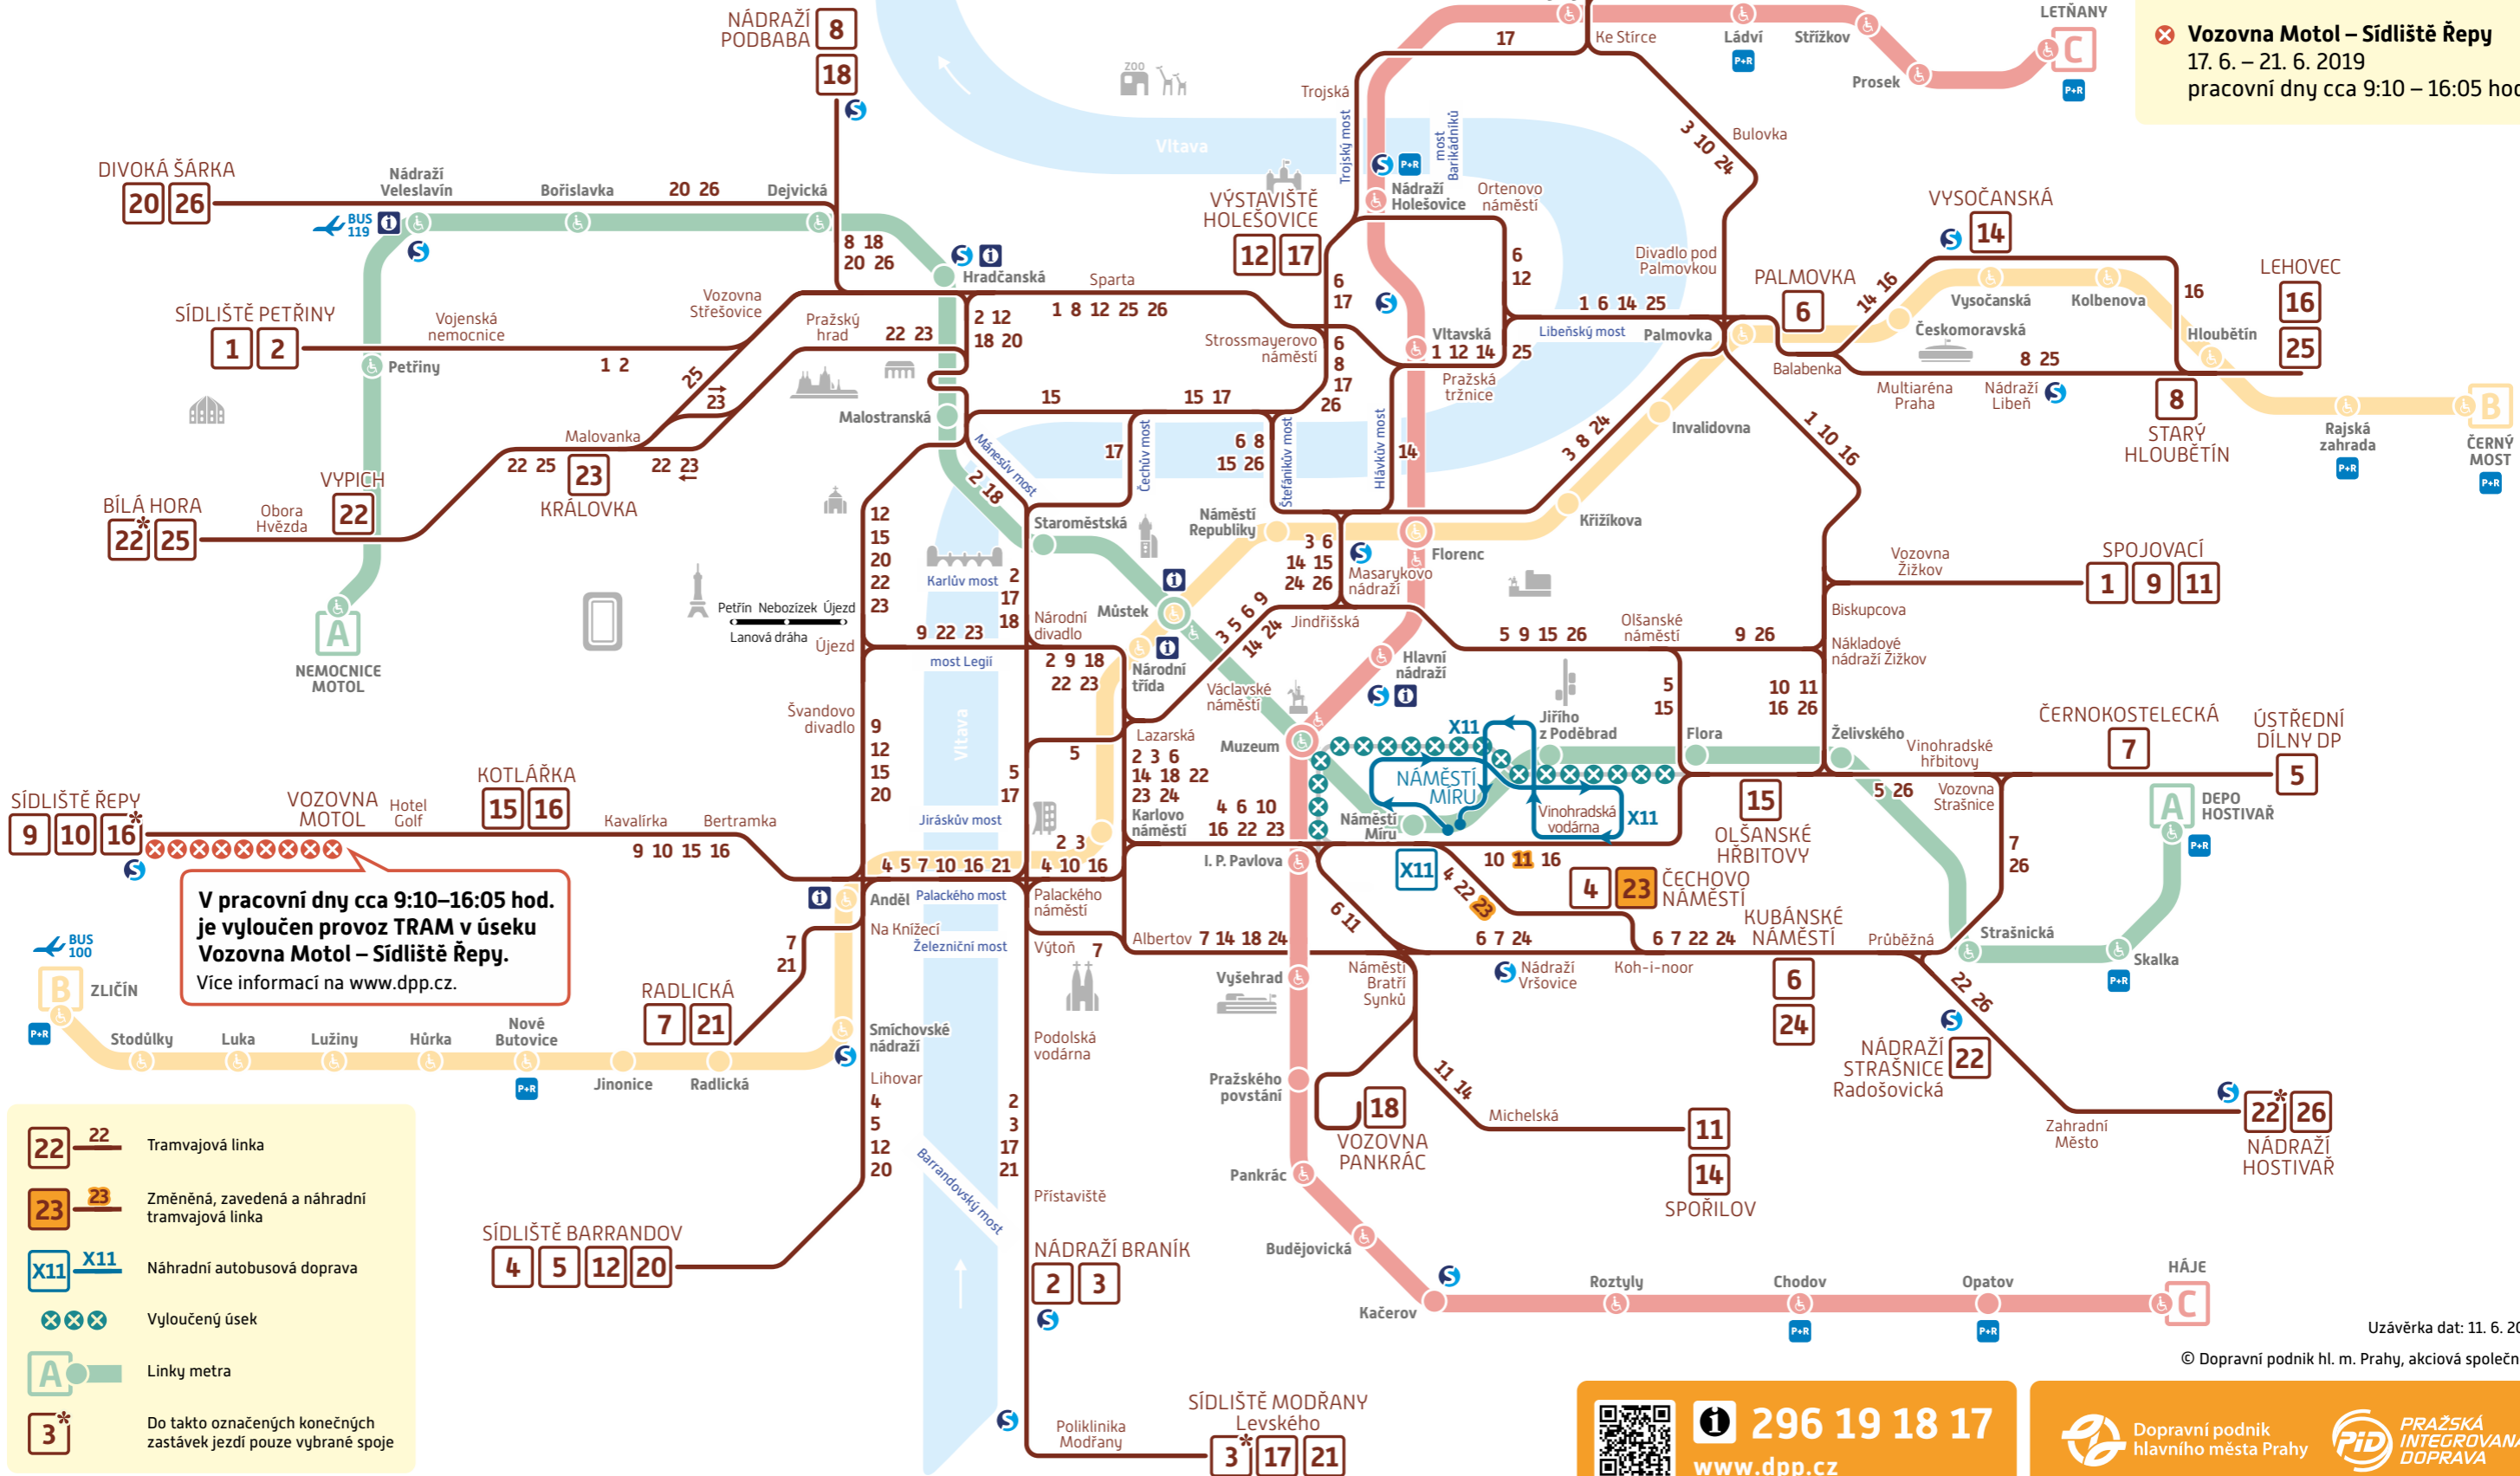 NÁDRAŽÍ
PODBABA
8
18
ZOO
17
Ke Stírce
Ládví
P+R
Střížkov
Prosek
LETŇANY
C
P+R
Vozovna Motol – Sídliště Řepy
17. 6. – 21. 6. 2019
pracovní dny cca 9:10 – 16:05 hod
Trojská
Trojský most
most
Barikádníků
Vltava
3 10 24
Bulovka
DIVOKÁ ŠÁRKA
20 26
Nádraží
Veleslavín
BUS
119
Bořislavka
20 26
Dejvická
8 18
20 26
Hradčanská
Sparta
1 8 12 25 26
VÝSTAVIŠTĚ
HOLEŠOVICE
12 17
P+R
Nádraží
Holešovice
Ortenovo
náměstí
6
17
6
12
Divadlo pod
Palmovkou
1 6 14 25
Libeňský most
Palmovka
PALMOVKA
6
VYSOČANSKÁ
14
14 16
Vysočanská
Kolbenova
16
Českomoravská
Hloubětín
LEHOVEC
16
25
Balabenka
8 25
Multiaréna
Praha
Nádraží
Libeň
8
STARÝ
HLOUBĚTÍN
Rajská
zahrada
P+R
B
ČERNÝ
MOST
P+R
SÍDLIŠTĚ PETŘINY
1 2
Vojenská
nemocnice
1 2
Petřiny
Vozovna
Střešovice
Pražský
hrad
22 23
2 12
18 20
25
23
Strossmayerovo
náměstí
6
8
17
26
Vltavská
1 12 14
25
Pražská
tržnice
Malostranská
15
15 17
17
Čechův most
6 8
15 26
Štefánikův most
Hlávkův most
14
3 8 24
Invalidovna
1 10 16
Křižíkova
Malovanka
22 25
22 23
23
KRÁLOVKA
VYPICH
22
BÍLÁ HORA
22* 25
Obora
Hvězda
A
NEMOCNICE
MOTOL
Mánesův most
2 18
Staroměstská
12
15
20
22
23
Karlův most
2
17
18
Petřín Nebozízek Újezd
Lanová dráha
Újezd
9 22 23
most Legií
Národní
divadlo
Můstek
Náměstí
Republiky
3 6
14 15
24 26
Masarykovo
nádraží
Florenc
3 5 6 9
14 24
Jindřišská
5 9 15 26
Olšanské
náměstí
9 26
Vozovna
Žižkov
SPOJOVACÍ
1 9 11
Biskupcova
Nákladové
nádraží Žižkov
2 9 18
22 23
Národní
třída
Václavské
náměstí
Hlavní
nádraží
5
15
10 11
16 26
Švandovo
divadlo
9
12
15
20
Vltava
5
5
17
Lazarská
2 3 6
14 18 22
23 24
Karlovo
náměstí
4 6 10
16 22 23
Muzeum
X11
Jiřího
z Poděbrad
Flora
Želivského
NÁMĚSTÍ
MÍRU
Náměstí
Míru
Vinohradská
vodárna
X11
15
OLŠANSKÉ
HŘBITOVY
Vinohradské
hřbitovy
5 26
Vozovna
Strašnice
ČERNOKOSTELECKÁ
7
ÚSTŘEDNÍ
DÍLNY DP
5
A
DEPO
HOSTIVAŘ
P+R
7
26
SÍDLIŠTĚ ŘEPY
9 10 16*
VOZOVNA
MOTOL
Hotel
Golf
KOTLÁŘKA
15 16
Kavalírka
Bertramka
9 10 15 16
Jiráskův most
2 3
4 5 7 10 16 21
4 10 16
Anděl
Palackého most
Palackého
náměstí
I. P. Pavlova
X11
10 11 16
4 22 23
4 23
ČECHOVO
NÁMĚSTÍ
V pracovní dny cca 9:10–16:05 hod.
je vyloučen provoz TRAM v úseku
Vozovna Motol – Sídliště Řepy.
Více informací na www.dpp.cz.
BUS
100
B
ZLIČÍN
P+R
Stodůlky
Luka
Lužiny
Hůrka
Nové
Butovice
P+R
Jinonice
Radlická
RADLICKÁ
7 21
7
21
Na Knížecí
Železniční most
Výtoň
7
Albertov
7 14 18 24
6 11
6 7 24
6 7 22 24
KUBÁNSKÉ
NÁMĚSTÍ
Průběžná
Strašnická
Skalka
P+R
Vyšehrad
Náměstí
Bratří
Synků
Nádraží
Vršovice
Koh-i-noor
6
24
22 26
NÁDRAŽÍ
STRAŠNICE
Radošovická
22
Smíchovské
nádraží
Podolská
vodárna
Lihovar
4
5
12
20
2
3
17
21
Barrandovský most
Přístaviště
Pražského
povstání
18
VOZOVNA
PANKRÁC
11 14
Michelská
11
14
SPOŘILOV
Zahradní
Město
22* 26
NÁDRAŽÍ
HOSTIVAŘ
Pankrác
Budějovická
Kačerov
Roztyly
Chodov
P+R
Opatov
P+R
HÁJE
C
SÍDLIŠTĚ BARRANDOV
4 5 12 20
NÁDRAŽÍ BRANÍK
2 3
Poliklinika
Modřany
SÍDLIŠTĚ MODŘANY
Levského
3* 17 21
22 22
Tramvajová linka
23 23
Změněná, zavedená a náhradní
tramvajová linka
X11 X11
Náhradní autobusová doprava
Vyloučený úsek
A
Linky metra
3*
Do takto označených konečných
zastávek jezdí pouze vybrané spoje
Uzávěrka dat: 11. 6. 20
© Dopravní podnik hl. m. Prahy, akciová společn
296 19 18 17
www.dpp.cz
Dopravní podnik
hlavního města Prahy
PID
PRAŽSKÁ
INTEGROVANÁ
DOPRAVA